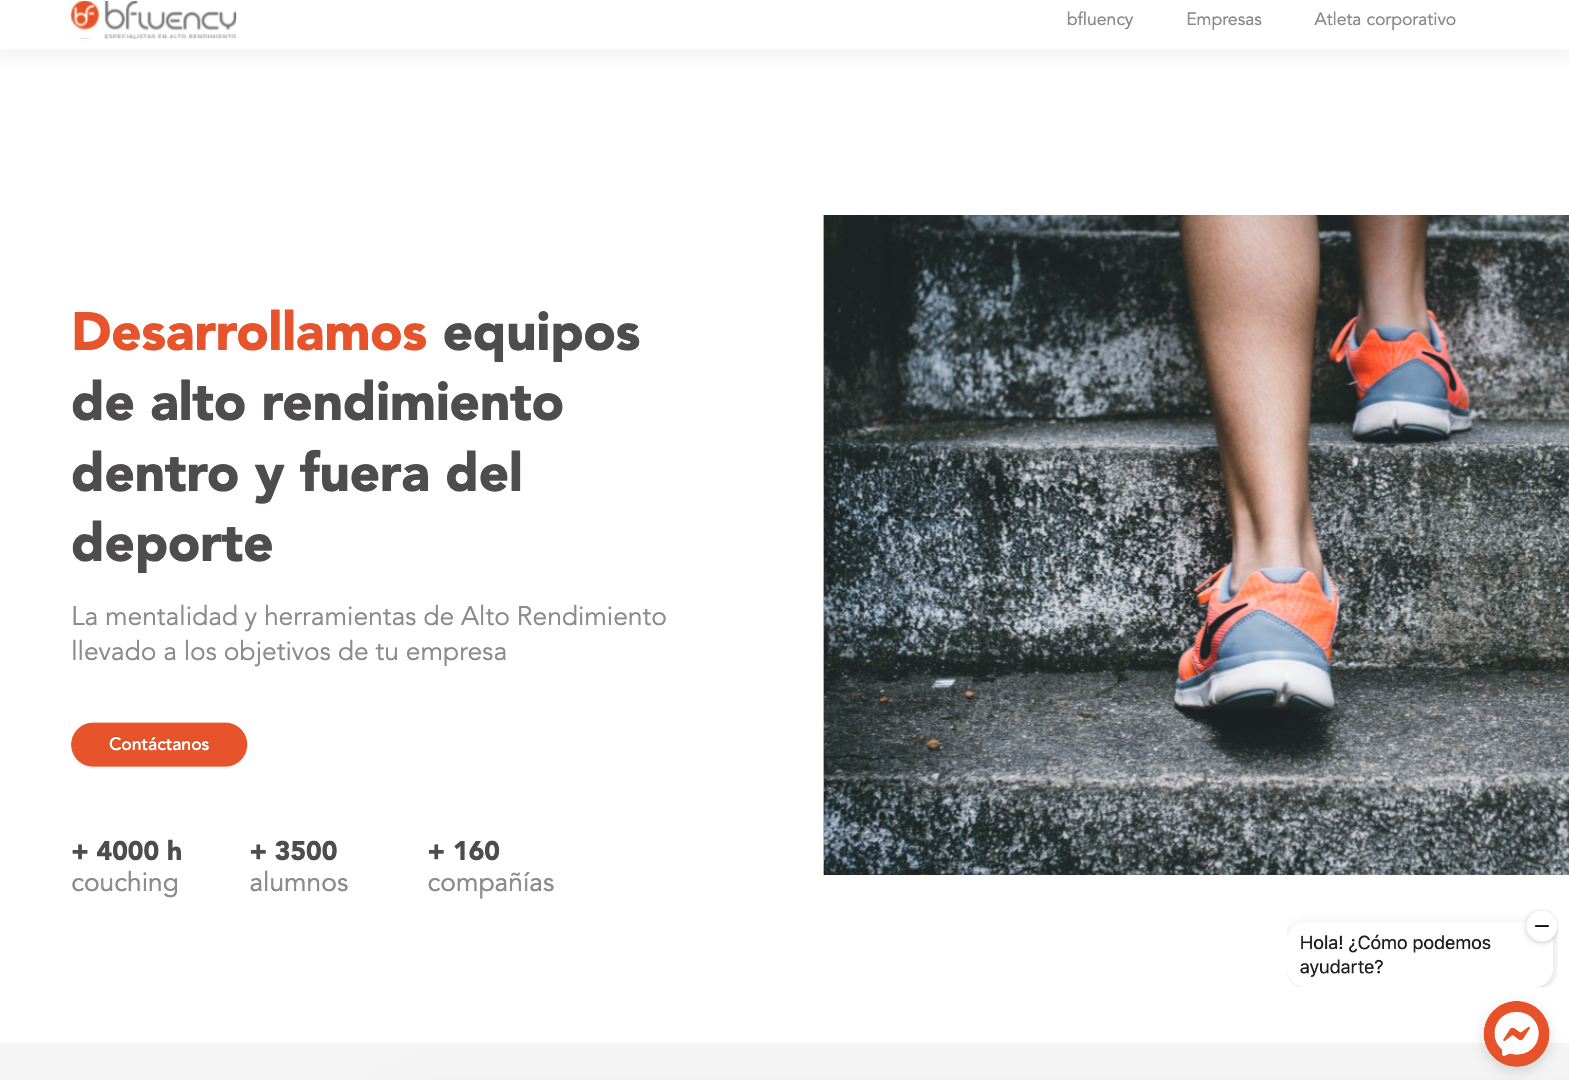 bfluency
ESPECIALISTAS EN ALTO RENDIMIENTO
bfluency
Empresas
Atleta corporativo
Desarrollamos equipos
de alto rendimiento
dentro y fuera del
deporte
La mentalidad y herramientas de Alto Rendimiento
llevado a los objetivos de tu empresa
Contáctanos
+ 4000 h
couching
+ 3500
alumnos
+ 160
compañías
Hola! ¿Cómo podemos
ayudarte?